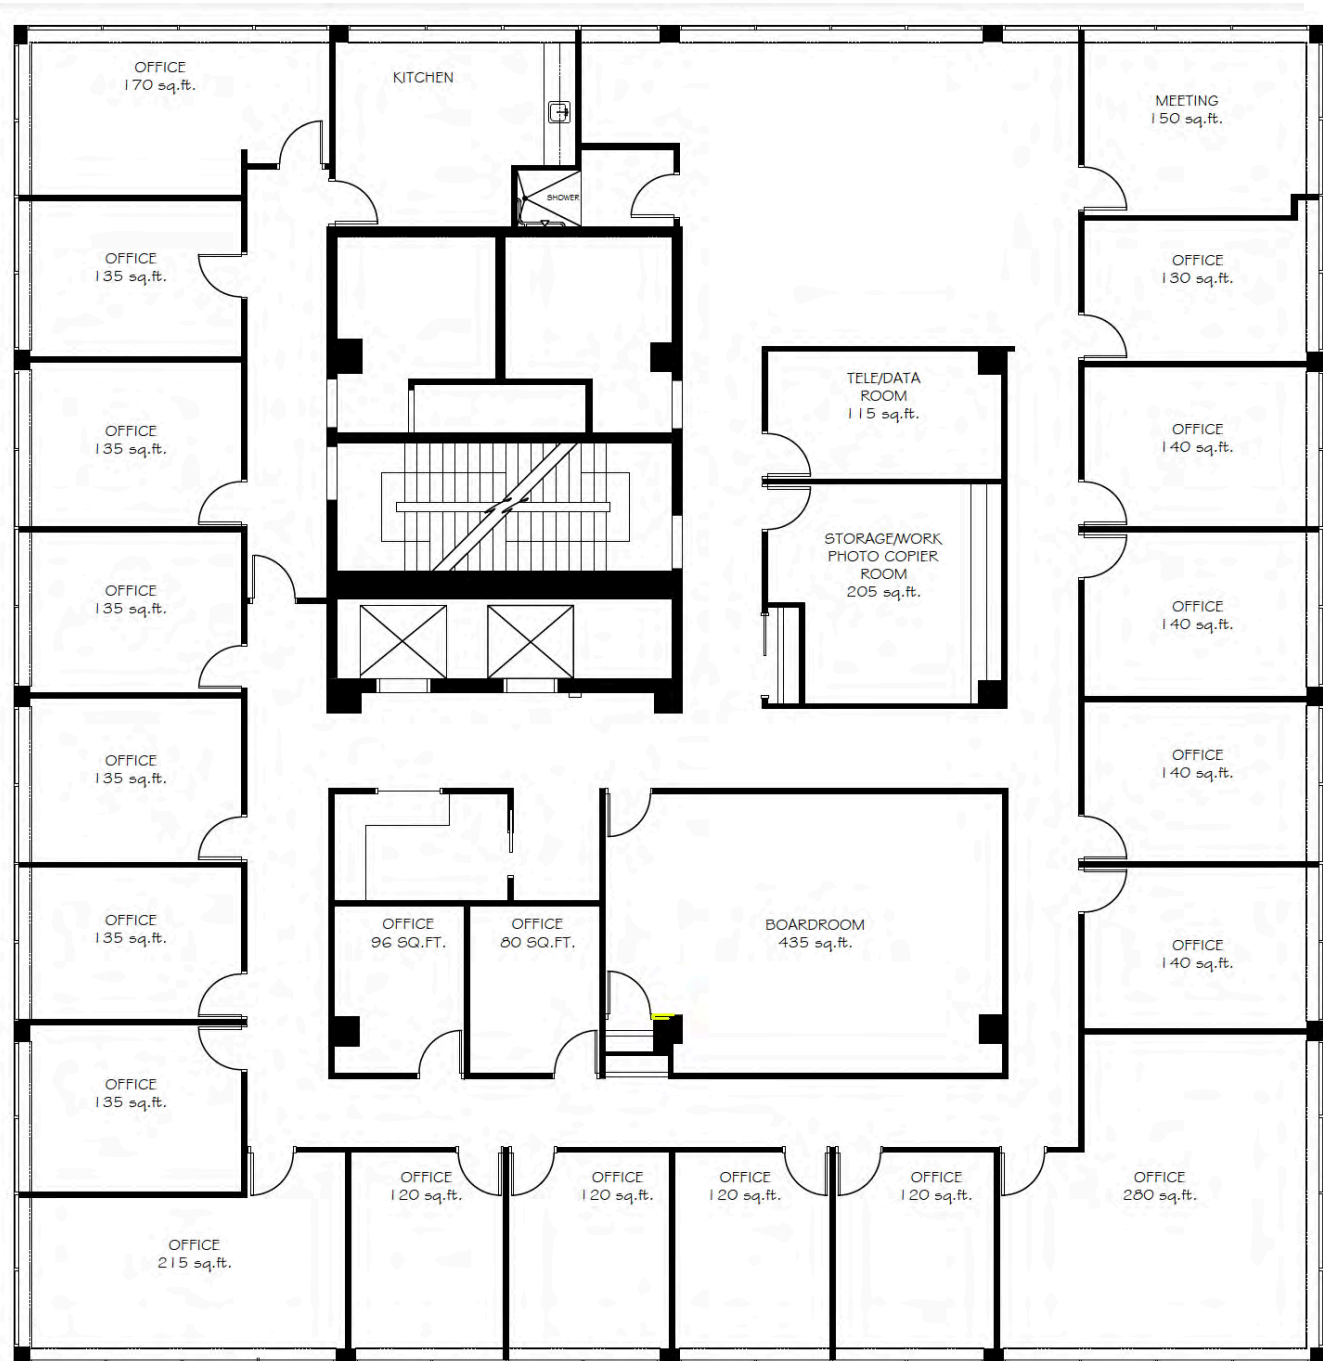 OFFICE
170 sq.ft.
KITCHEN
MEETING
150 sq.ft.
SHOWER
OFFICE
135 sq.ft.
OFFICE
130 sq.ft.
TELE/DATA
ROOM
115 sq.ft.
OFFICE
135 sq.ft.
OFFICE
140 sq.ft.
STORAGE/WORK
PHOTO COPIER
ROOM
205 sq.ft.
OFFICE
135 sq.ft.
OFFICE
140 sq.ft.
OFFICE
135 sq.ft.
OFFICE
140 sq.ft.
OFFICE
135 sq.ft.
OFFICE
96 SQ.FT.
OFFICE
80 SQ.FT.
BOARDROOM
435 sq.ft.
OFFICE
140 sq.ft.
OFFICE
135 sq.ft.
OFFICE
120 sq.ft.
OFFICE
120 sq.ft.
OFFICE
120 sq.ft.
OFFICE
120 sq.ft.
OFFICE
280 sq.ft.
OFFICE
215 sq.ft.